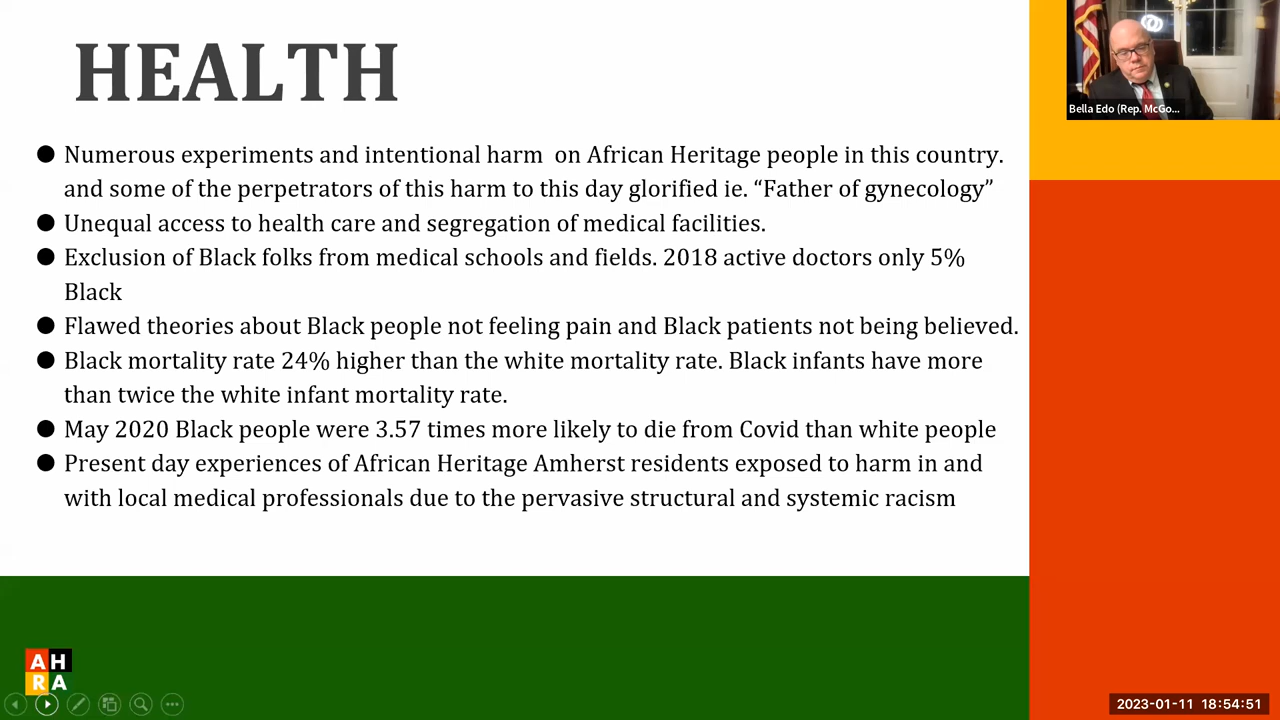 HEALTH
● Numerous experiments and intentional harm  on African Heritage people in this country.
and some of the perpetrators of this harm to this day glorified ie. “Father of gynecology”
● Unequal access to health care and segregation of medical facilities.
● Exclusion of Black folks from medical schools and fields. 2018 active doctors only 5%
Black
● Flawed theories about Black people not feeling pain and Black patients not being believed.
● Black mortality rate 24% higher than the white mortality rate. Black infants have more
than twice the white infant mortality rate.
● May 2020 Black people were 3.57 times more likely to die from Covid than white people
● Present day experiences of African Heritage Amherst residents exposed to harm in and
with local medical professionals due to the pervasive structural and systemic racism
Bella Edo (Rep. McGo...
AH
RA
2023-01-11 18:54:51